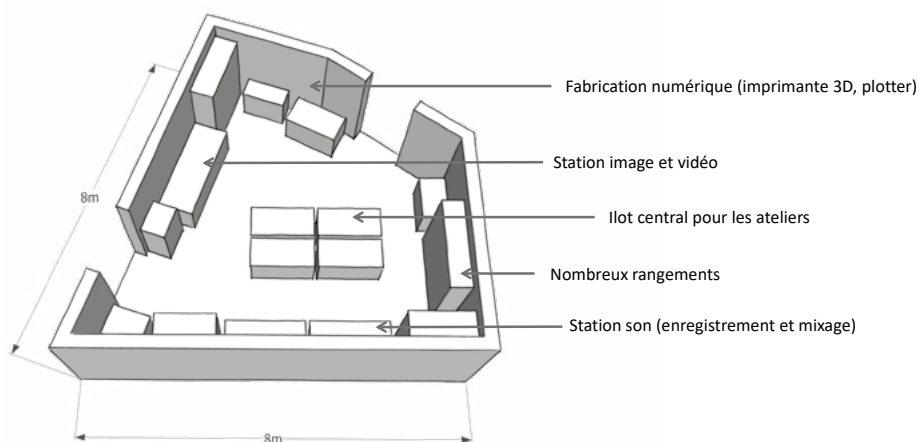 Fabrication numérique (imprimante 3D, plotter)
Station image et vidéo
8m
Ilot central pour les ateliers
Nombreux rangements
Station son (enregistrement et mixage)
8m